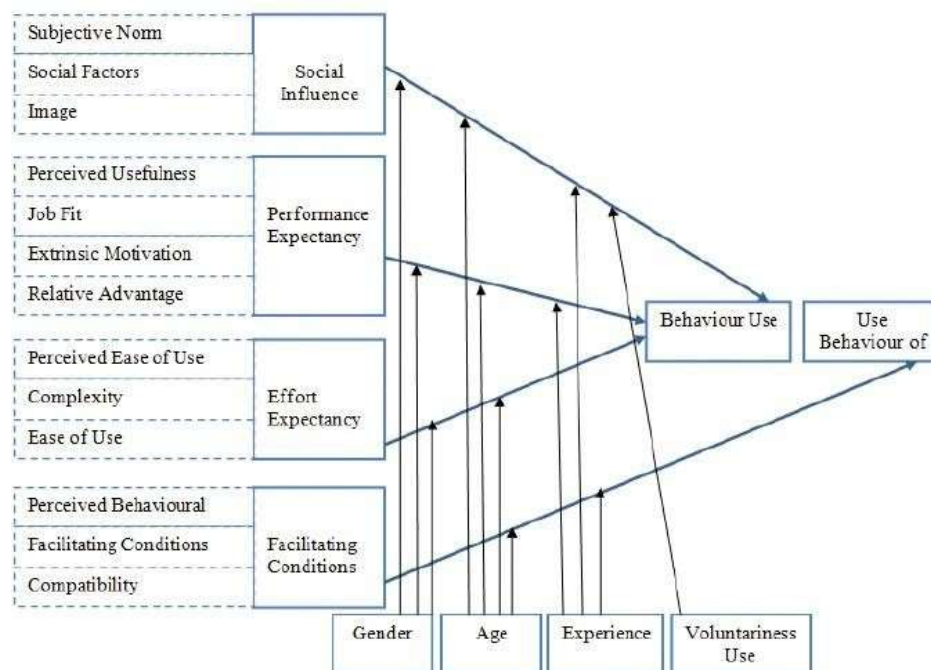 Subjective Norm
Social Factors
Image
Social
Influence
Perceived Usefulness
Job Fit
Extrinsic Motivation
Relative Advantage
Performance
Expectancy
Perceived Ease of Use
Complexity
Ease of Use
Effort
Expectancy
Perceived Behavioural
Facilitating Conditions
Compatibility
Facilitating
Conditions
Behaviour Use
Use
Behaviour of
Gender
Age
Experience
Voluntariness
Use